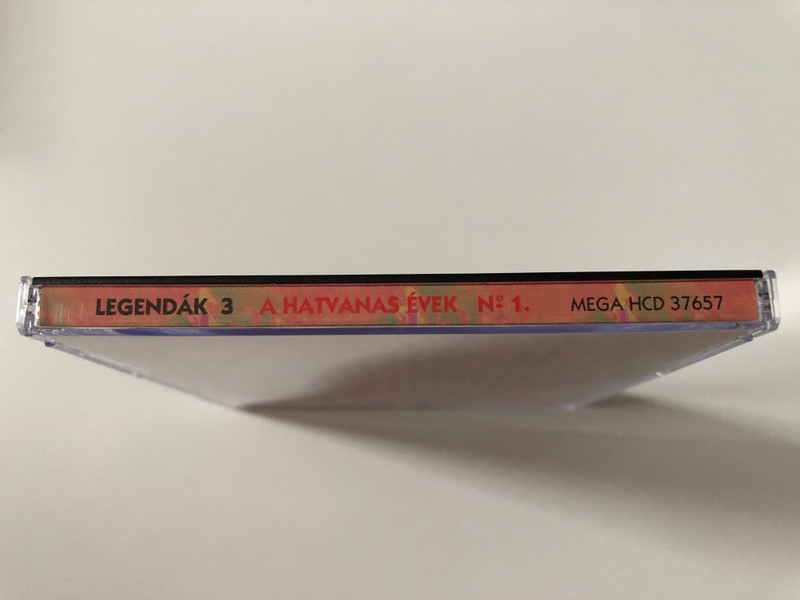 LEGENDÁK 3 A HATVANAS ÉVEK Nº 1. MEGA HCD 37657